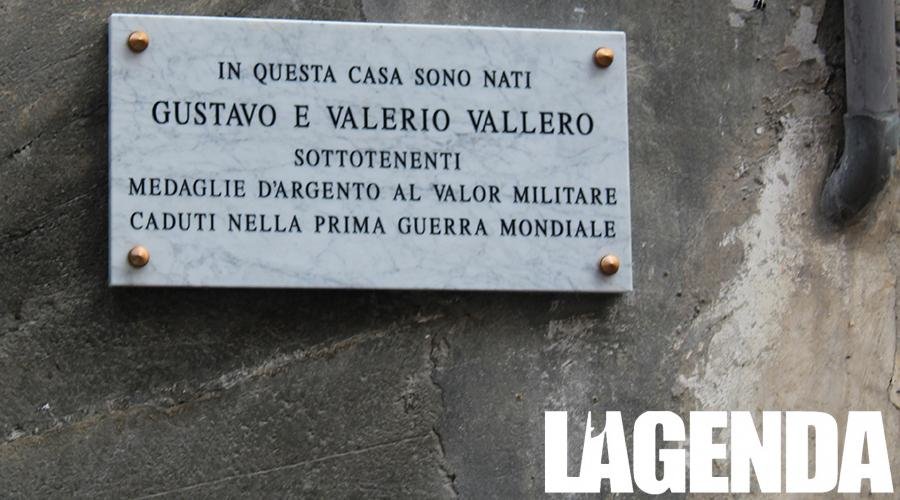 IN QUESTA CASA SONO NATI
GUSTAVO E VALERIO VALLERO
SOTTOTENENTI
MEDAGLIE D'ARGENTO AL VALOR MILITARE
CADUTI NELLA PRIMA GUERRA MONDIALE
L'AGENDA